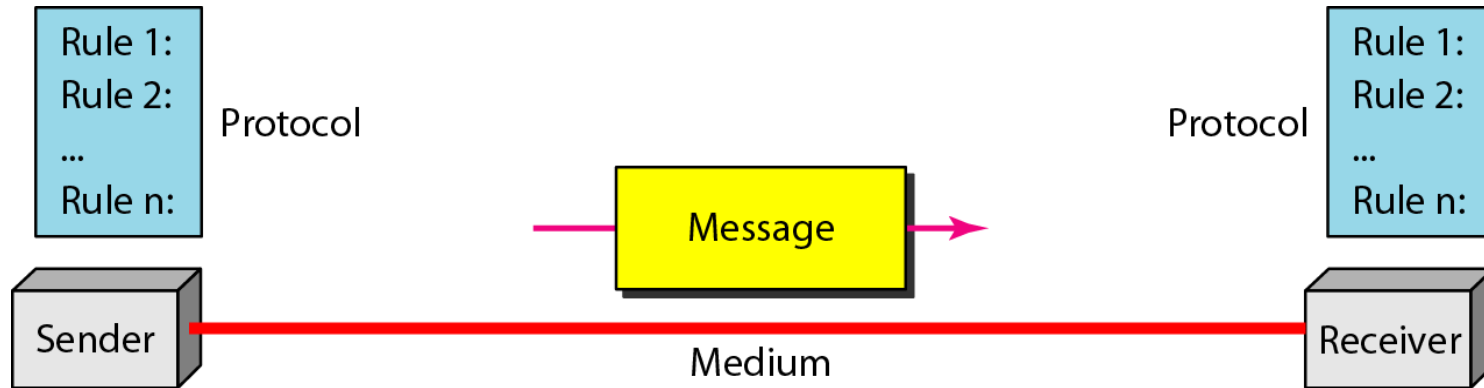 Rule 1:
Rule 2:
...
Rule n:
Protocol
Message
Protocol
Rule 1:
Rule 2:
...
Rule n:
Sender
Medium
Receiver